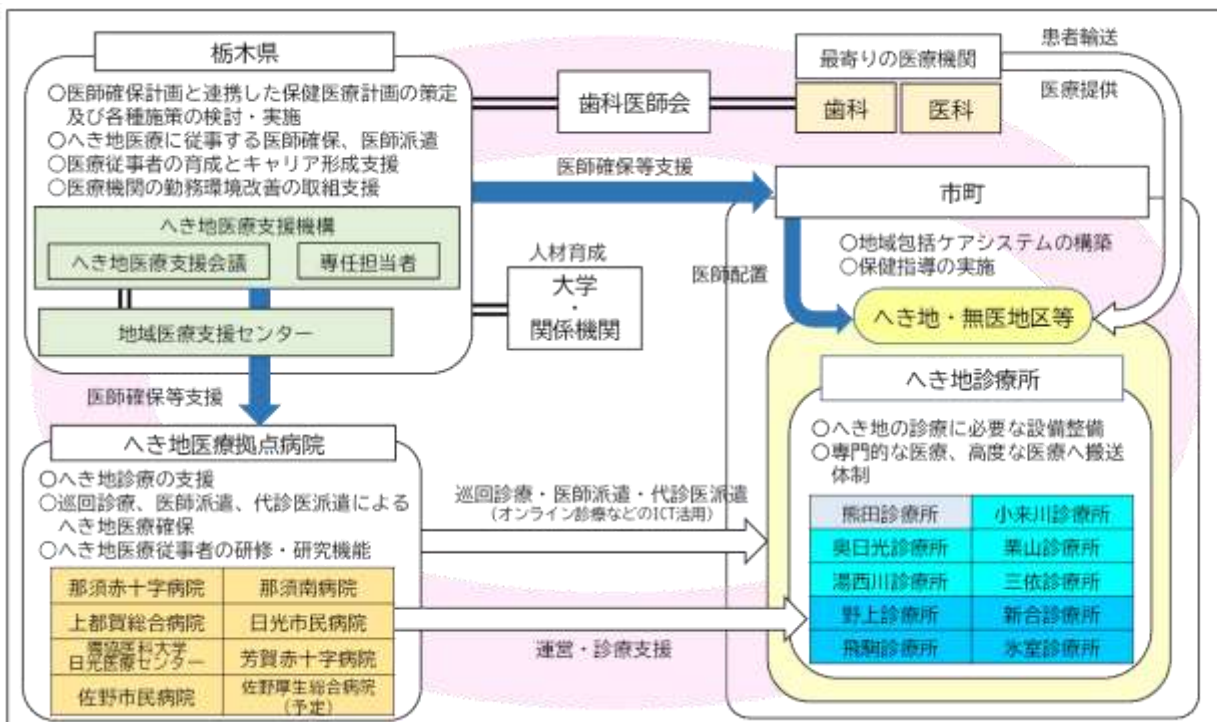 栃木県
○医師確保計画と連携した保健医療計画の策定
及び各種施策の検討・実施
○へき地医療に従事する医師確保、医師派遣
○医療従事者の育成とキャリア形成支援
○医療機関の勤務環境改善の取組支援
へき地医療支援機構
へき地医療支援会議
専任担当者
地域医療支援センター
歯科医師会
最寄りの医療機関
歯科
医科
患者輸送
医療提供
医師確保等支援
市町
○地域包括ケアシステムの構築
○保健指導の実施
医師配置
人材育成
大学
・
関係機関
へき地・無医地区等
へき地診療所
○へき地の診療に必要な設備整備
○専門的な医療、高度な医療へ搬送
体制
熊田診療所
小来川診療所
奥日光診療所
栗山診療所
湯西川診療所
三依診療所
野上診療所
新合診療所
飛駒診療所
氷室診療所
医師確保等支援
へき地医療拠点病院
○へき地診療の支援
○巡回診療、医師派遣、代診医派遣による
へき地医療確保
○へき地医療従事者の研修・研究機能
那須赤十字病院
那須南病院
上都賀総合病院
日光市民病院
獨協医科大学
日光医療センター
芳賀赤十字病院
佐野市民病院
佐野厚生総合病院
(予定)
巡回診療・医師派遣・代診医派遣
(オンライン診療などのICT活用)
運営・診療支援